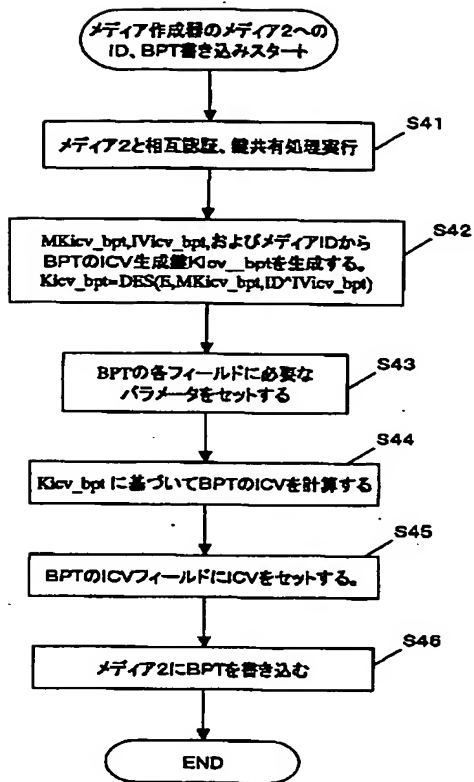 メディア作成器のメディア2への
ID、BPT書き込みスタート
S41
メディア2と相互認証、鍵共有処理実行
S42
MKicv_bpt,IVicv_bpt,およびメディアIDから
BPTのICV生成鍵Kicv__bptを生成する。
Kicv_bpt=DES(E,MKicv_bpt,ID^IVicv_bpt)
S43
BPTの各フィールドに必要な
パラメータをセットする
S44
Kicv_bpt に基づいてBPTのICVを計算する
S45
BPTのICVフィールドにICVをセットする。
S46
メディア2にBPTを書き込む
END